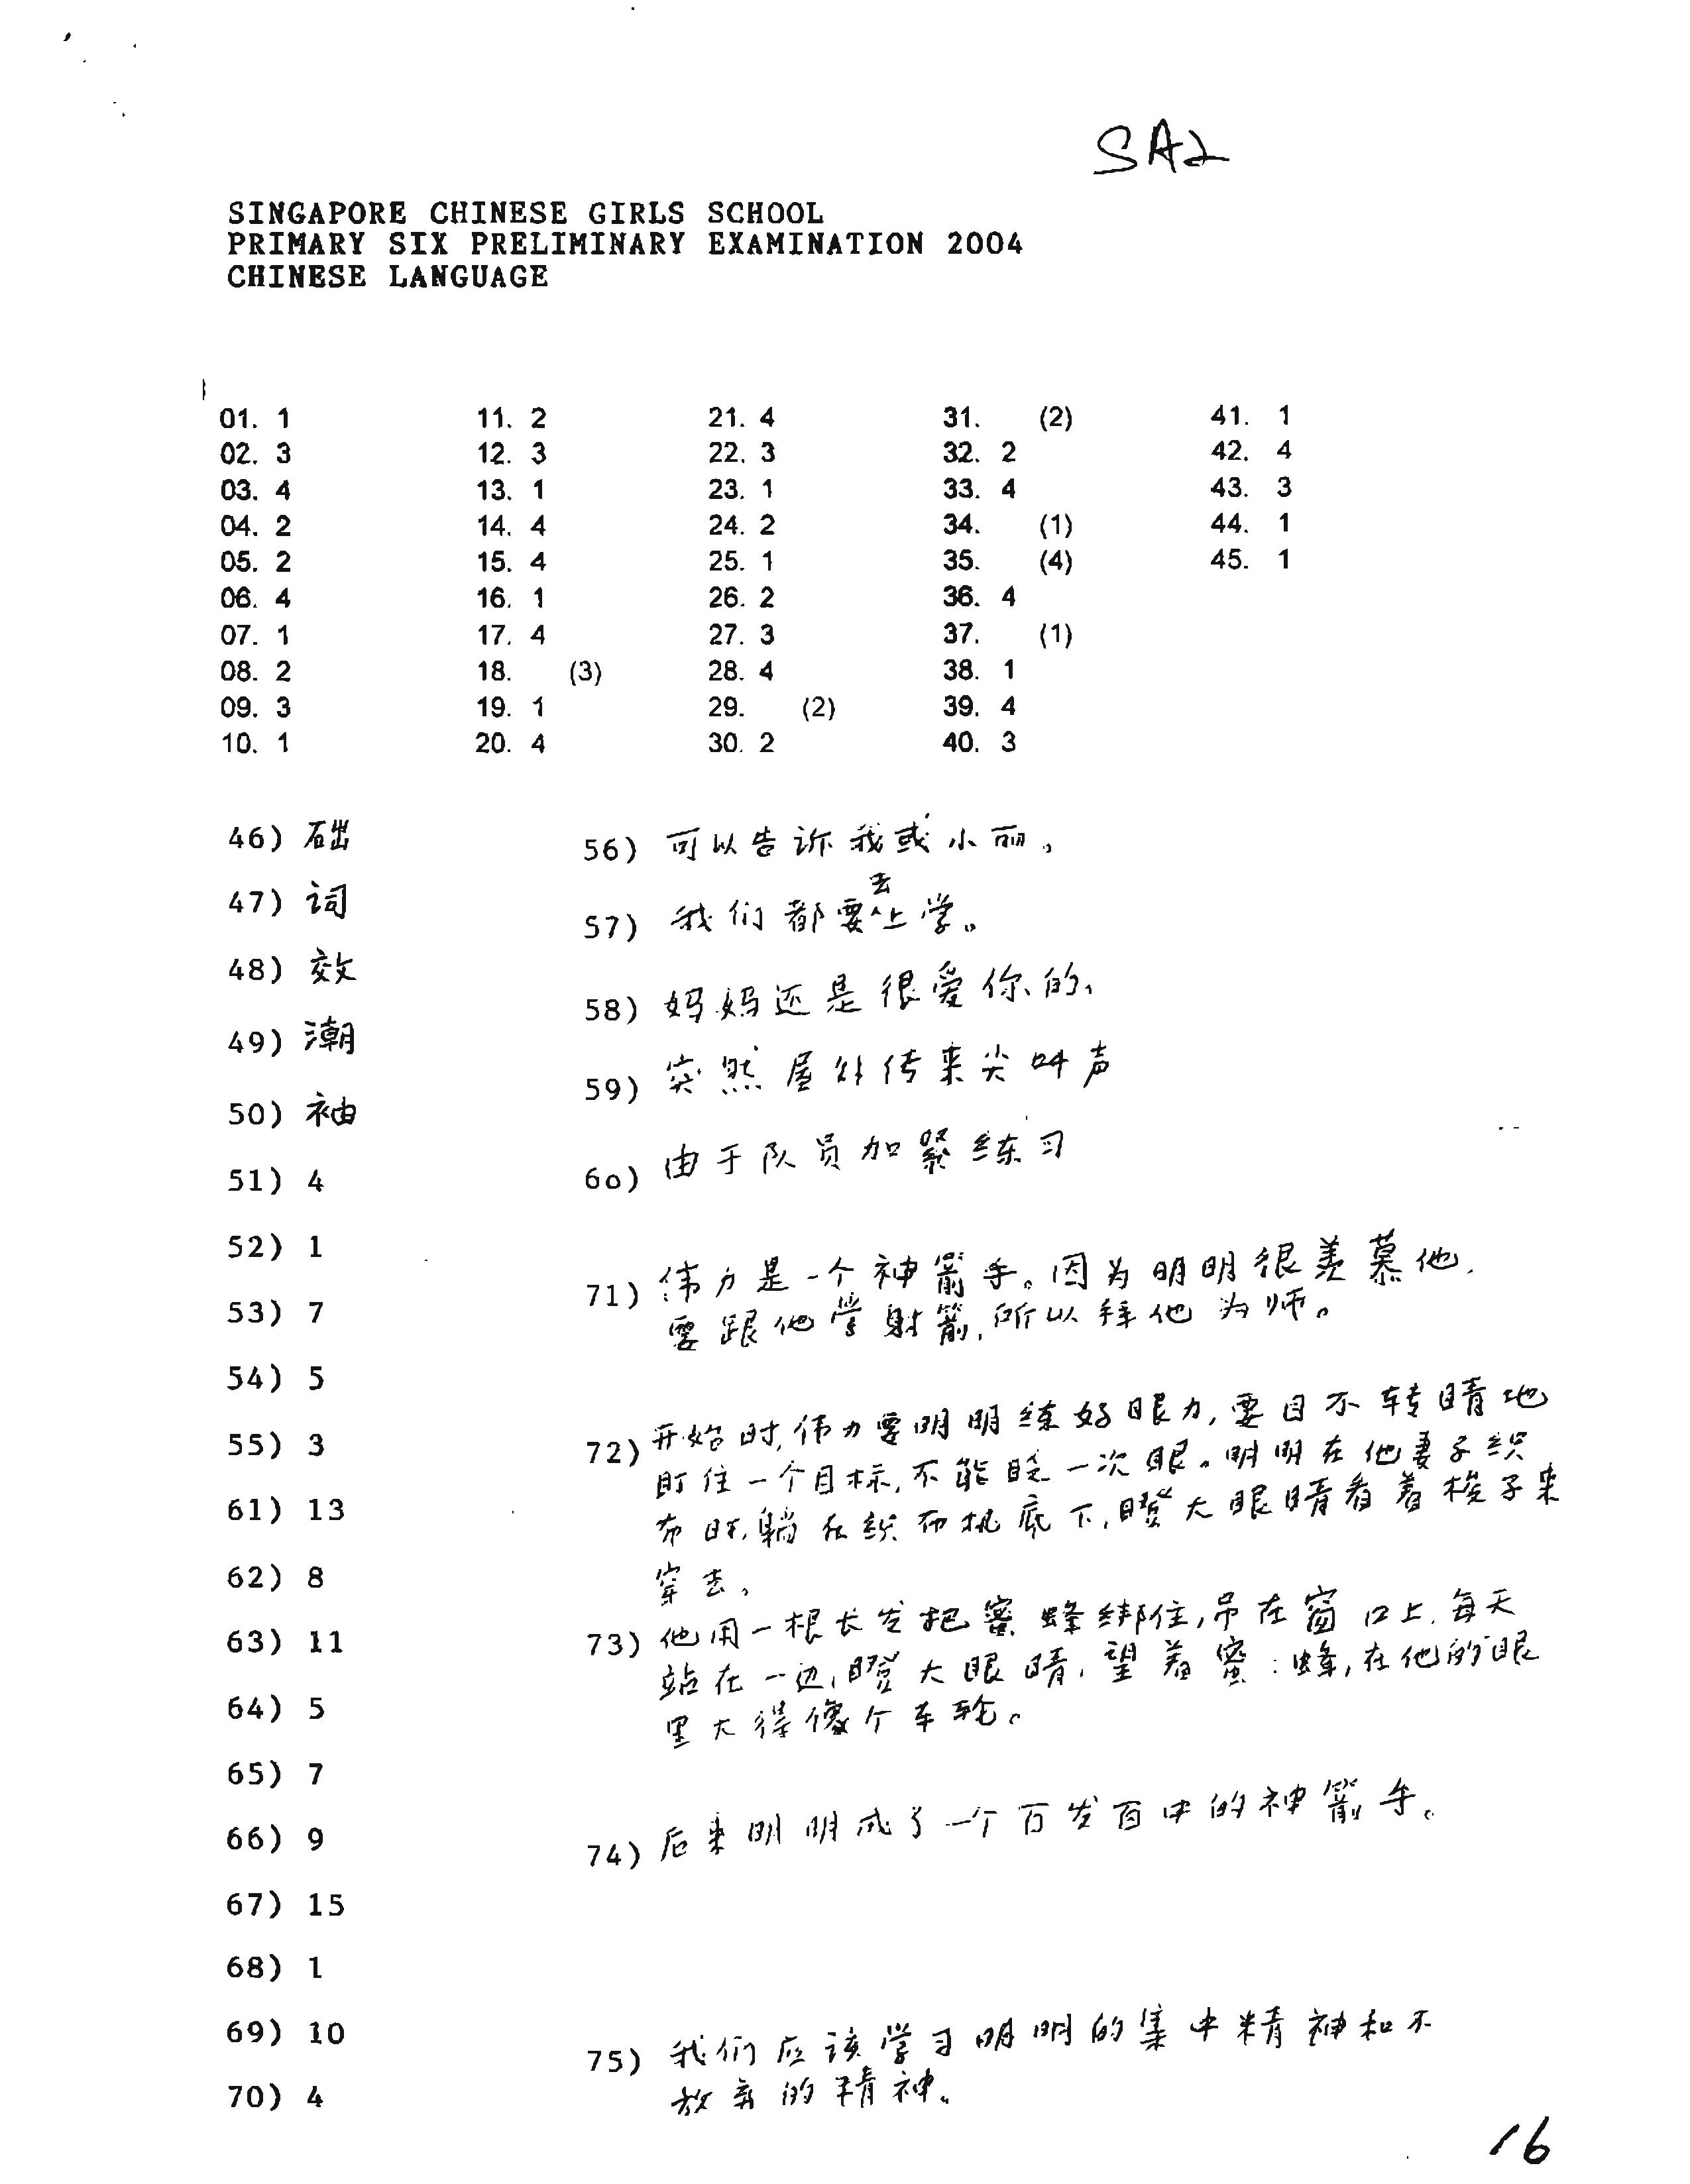 SA2
SINGAPORE CHINESE GIRLS SCHOOL
PRIMARY SIX PRELIMINARY EXAMINATION 2004
CHINESE LANGUAGE
01. 1 11. 2 21. 4 31. (2) 41. 1
02. 3 12. 3 22. 3 32. 2 42. 4
03. 4 13. 1 23. 1 33. 4 43. 3
04. 2 14. 4 24. 2 34. (1) 44. 1
05. 2 15. 4 25. 1 35. (4) 45. 1
06. 4 16. 1 26. 2 36. 4
07. 1 17. 4 27. 3 37. (1)
08. 2 18. (3) 28. 4 38. 1
09. 3 19. 1 29. (2) 39. 4
10. 1 20. 4 30. 2 40. 3
46) 础
47) 词
48) 效
49) 潮
50) 袖
51) 4
52) 1
53) 7
54) 5
55) 3
61) 13
62) 8
63) 11
64) 5
65) 7
66) 9
67) 15
68) 1
69) 10
70) 4
56) 可以告诉我或小丽。
57) 我们都要去上学。
58) 妈妈还是很爱你的、
59) 突然屋外传来尖叫声
60) 由于队员加紧练习
71) 伟力是一个神箭手。因为明明很羡慕他,
要跟他学射箭,所以拜他为师。
72) 开始时,伟力要明明练好眼力,要目不转睛地
盯住一个目标,不能眨一次眼。明明在他妻子织
布时,躺在织布机底下,瞪大眼睛看着梭子来
穿去。
73) 他用一根长发把蜜蜂绑住,吊在窗口上,每天
站在一边,瞪大眼睛,望着蜜蜂,在他的眼
里大得像个车轮。
74) 后来明明成了一个百发百中的神箭手。
75) 我们应该学习明明的集中精神和不
放弃的精神。
16